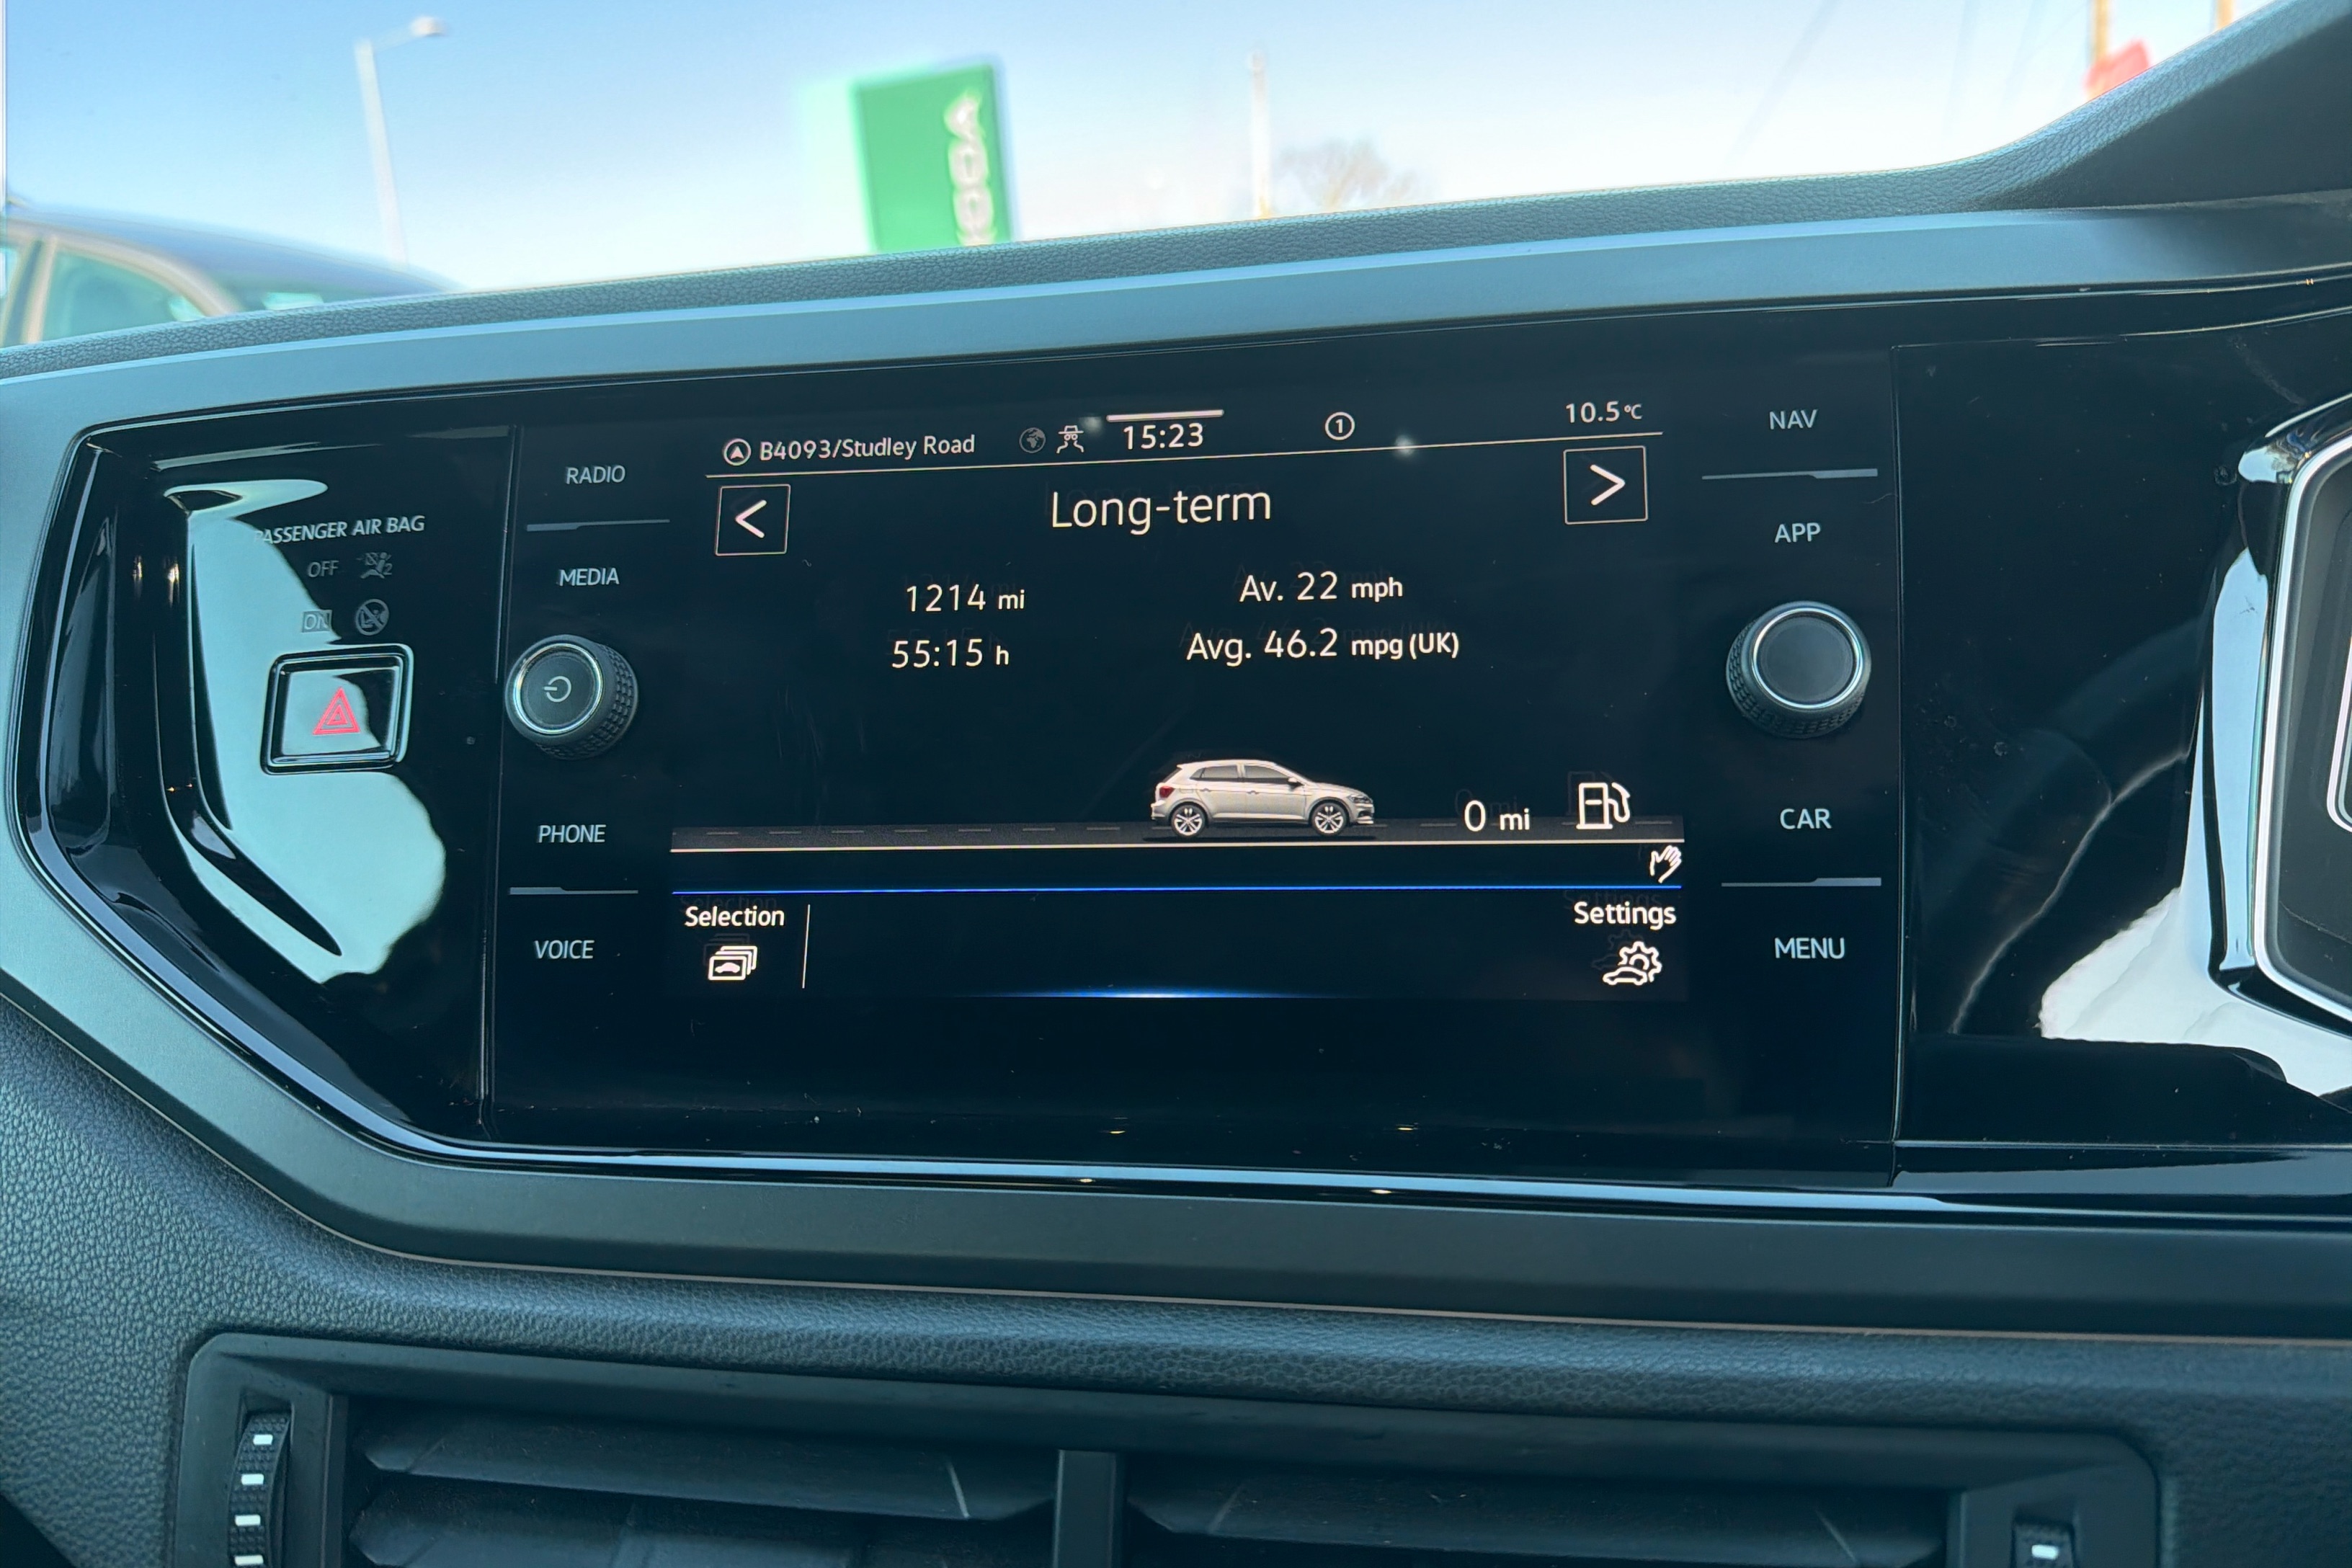 PASSENGER AIR BAG
OFF
ON
RADIO
MEDIA
PHONE
VOICE
B4093/Studley Road
15:23
1
10.5°C
<
Long-term
>
1214 mi
Av. 22 mph
55:15 h
Avg. 46.2 mpg (UK)
0 mi
Selection
Settings
NAV
APP
CAR
MENU